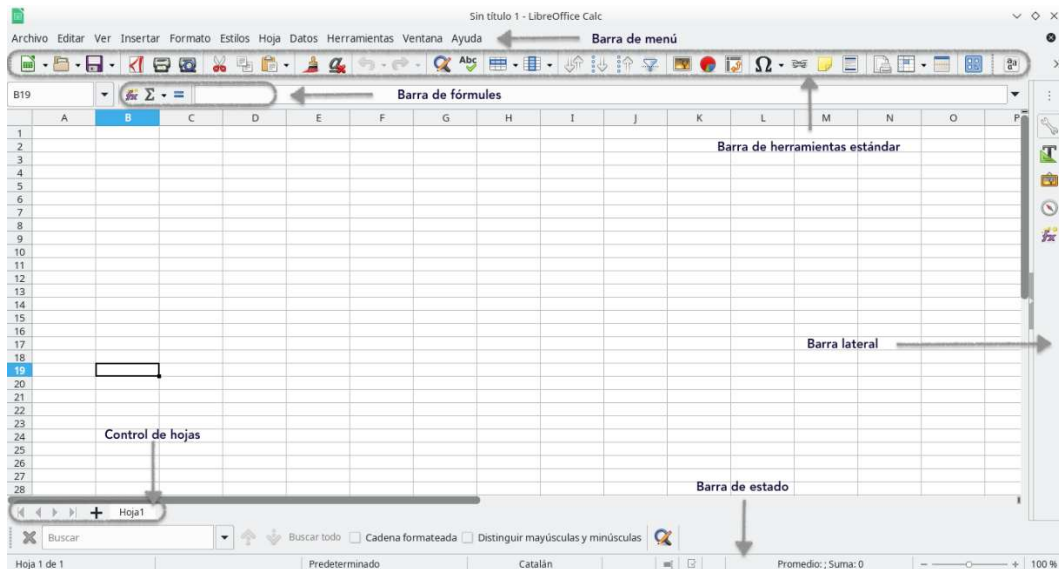 Sin título 1 - LibreOffice Calc
Archivo Editar Ver Insertar Formato Estilos Hoja Datos Herramientas Ventana Ayuda
Barra de menú
Abc
B19
Barra de fórmules
A B C D E F G H I J K L M N O P
Barra de herramientas estándar
1
2
3
4
5
6
7
8
9
10
11
12
13
14
15
16
17
Barra lateral
18
19
20
21
22
23
24
Control de hojas
25
26
27
28
Barra de estado
Hoja1
Buscar
Buscar todo
Cadena formateada
Distinguir mayúsculas y minúsculas
Hoja 1 de 1
Predeterminado
Catalán
Promedio: ; Suma: 0
100 %